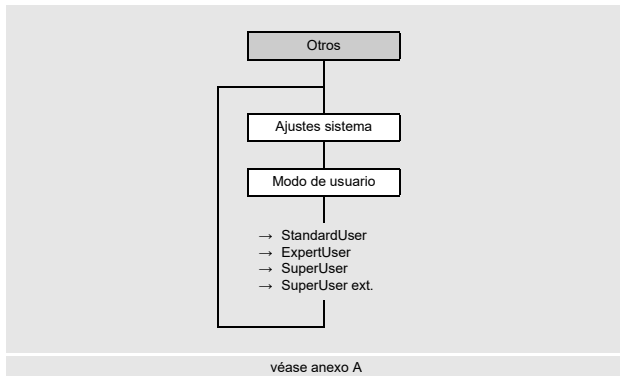 Otros
Ajustes sistema
Modo de usuario
→ StandardUser
→ ExpertUser
→ SuperUser
→ SuperUser ext.
véase anexo A